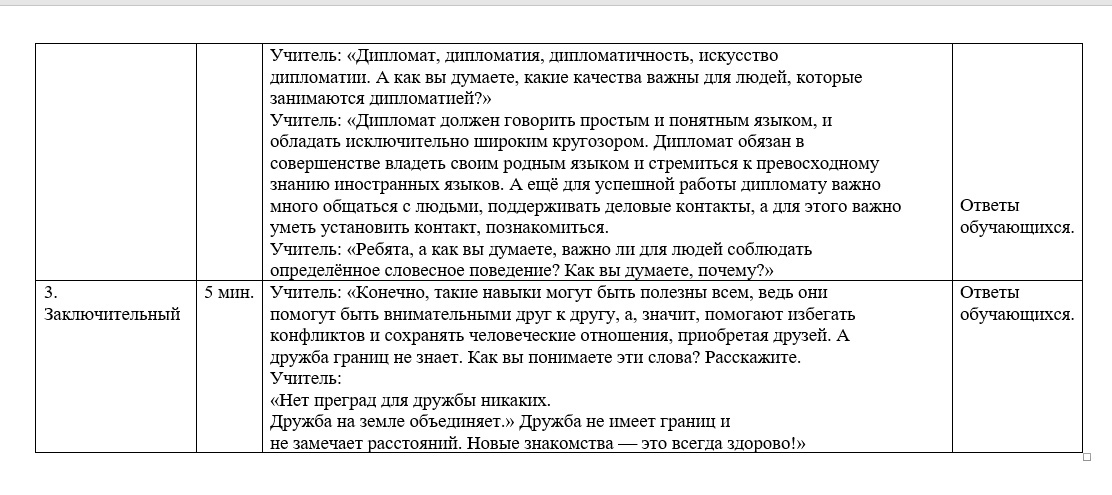 Учитель: «Дипломат, дипломатия, дипломатичность, искусство
дипломатии. А как вы думаете, какие качества важны для людей, которые
занимаются дипломатией?»
Учитель: «Дипломат должен говорить простым и понятным языком, и
обладать исключительно широким кругозором. Дипломат обязан в
совершенстве владеть своим родным языком и стремиться к превосходному
знанию иностранных языков. А ещё для успешной работы дипломату важно
много общаться с людьми, поддерживать деловые контакты, а для этого важно
уметь установить контакт, познакомиться.
Учитель: «Ребята, а как вы думаете, важно ли для людей соблюдать
определённое словесное поведение? Как вы думаете, почему?»
Ответы
обучающихся.
3.
Заключительный
5 мин.
Учитель: «Конечно, такие навыки могут быть полезны всем, ведь они
помогут быть внимательными друг к другу, а, значит, помогают избегать
конфликтов и сохранять человеческие отношения, приобретая друзей. А
дружба границ не знает. Как вы понимаете эти слова? Расскажите.
Учитель:
«Нет преград для дружбы никаких.
Дружба на земле объединяет.» Дружба не имеет границ и
не замечает расстояний. Новые знакомства — это всегда здорово!»
Ответы
обучающихся.